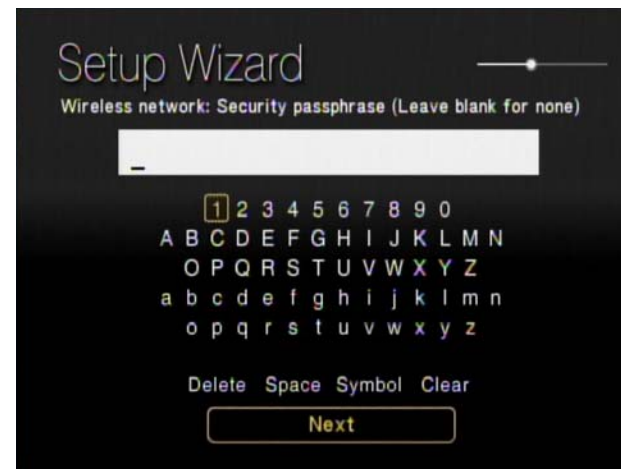 Setup Wizard
Wireless network: Security passphrase (Leave blank for none)
_
1 2 3 4 5 6 7 8 9 0
A B C D E F G H I J K L M N
O P Q R S T U V W X Y Z
a b c d e f g h i j k l m n
o p q r s t u v w x y z
Delete Space Symbol Clear
Next